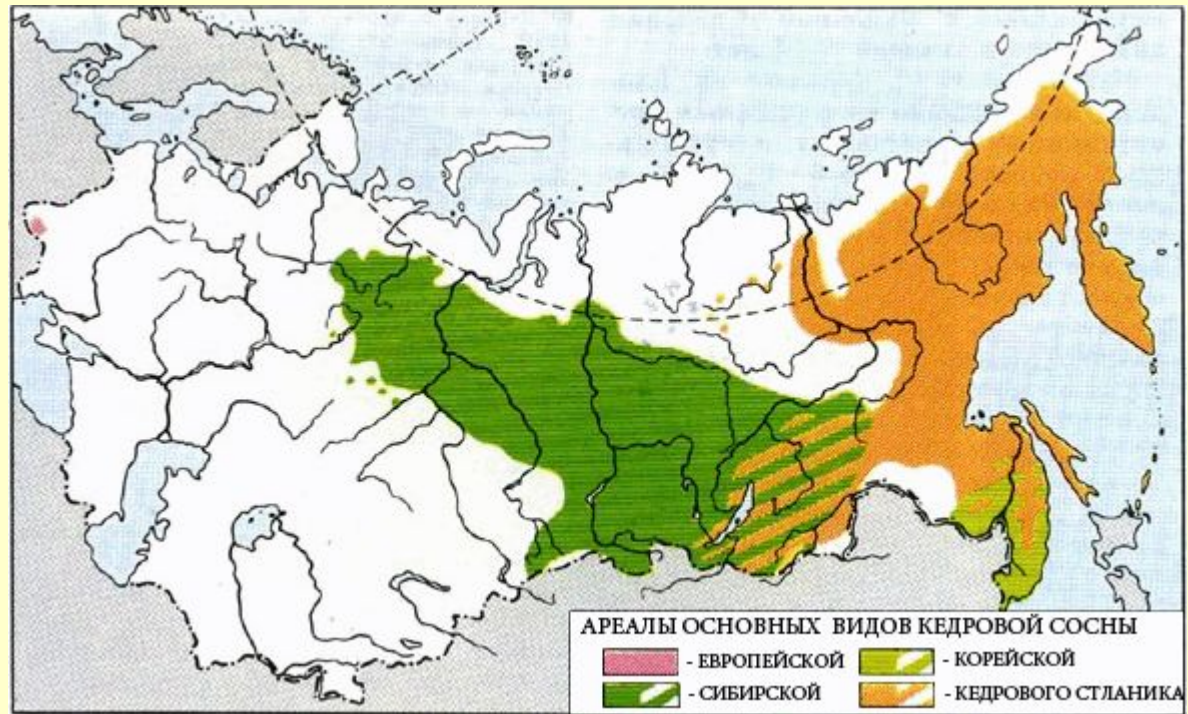 АРЕАЛЫ ОСНОВНЫХ ВИДОВ КЕДРОВОЙ СОСНЫ
- ЕВРОПЕЙСКОЙ
- КОРЕЙСКОЙ
- СИБИРСКОЙ
- КЕДРОВОГО СТЛАНИКА